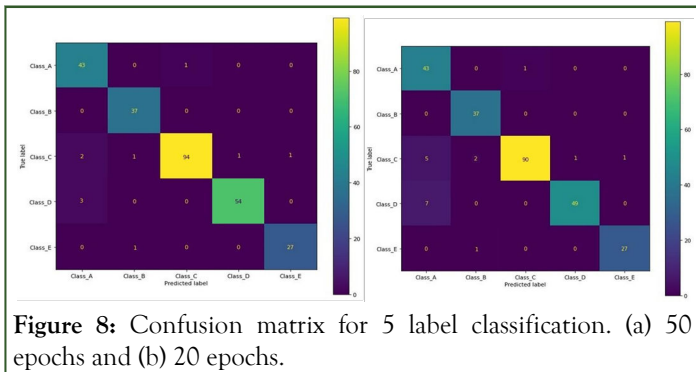 Class_A 43 0 1 0 0
Class_B 0 37 0 0 0
Class_C 2 1 94 1 1
Class_D 3 0 0 54 0
Class_E 0 1 0 0 27
Class_A Class_B Class_C Class_D Class_E
Predicted label
True label
80
60
40
20
0
Class_A 43 0 1 0 0
Class_B 0 37 0 0 0
Class_C 5 2 90 1 1
Class_D 7 0 0 0
Class_E 0 1 0 0 27
Class_A Class_B Class_C Class_D Class_E
Predicted label
True label
80
60
40
20
0
Figure 8: Confusion matrix for 5 label classification. (a) 50
epochs and (b) 20 epochs.